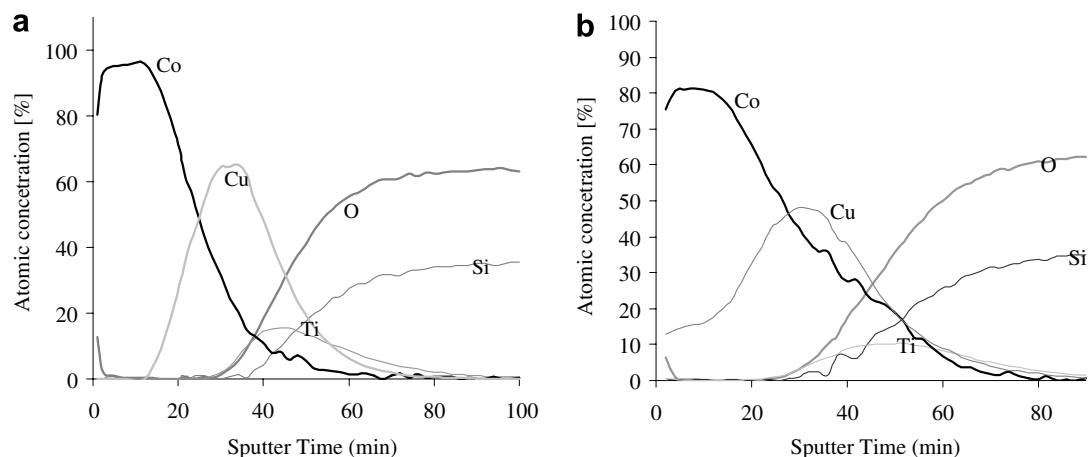 a
100
80
60
40
20
0
Atomic concetration [%]
Co
Cu
O
Si
Ti
0 20 40 60 80 100
Sputter Time (min)
b
100
90
80
70
60
50
40
30
20
10
0
Atomic concetration [%]
Co
Cu
O
Si
Ti
0 20 40 60 80
Sputter Time (min)